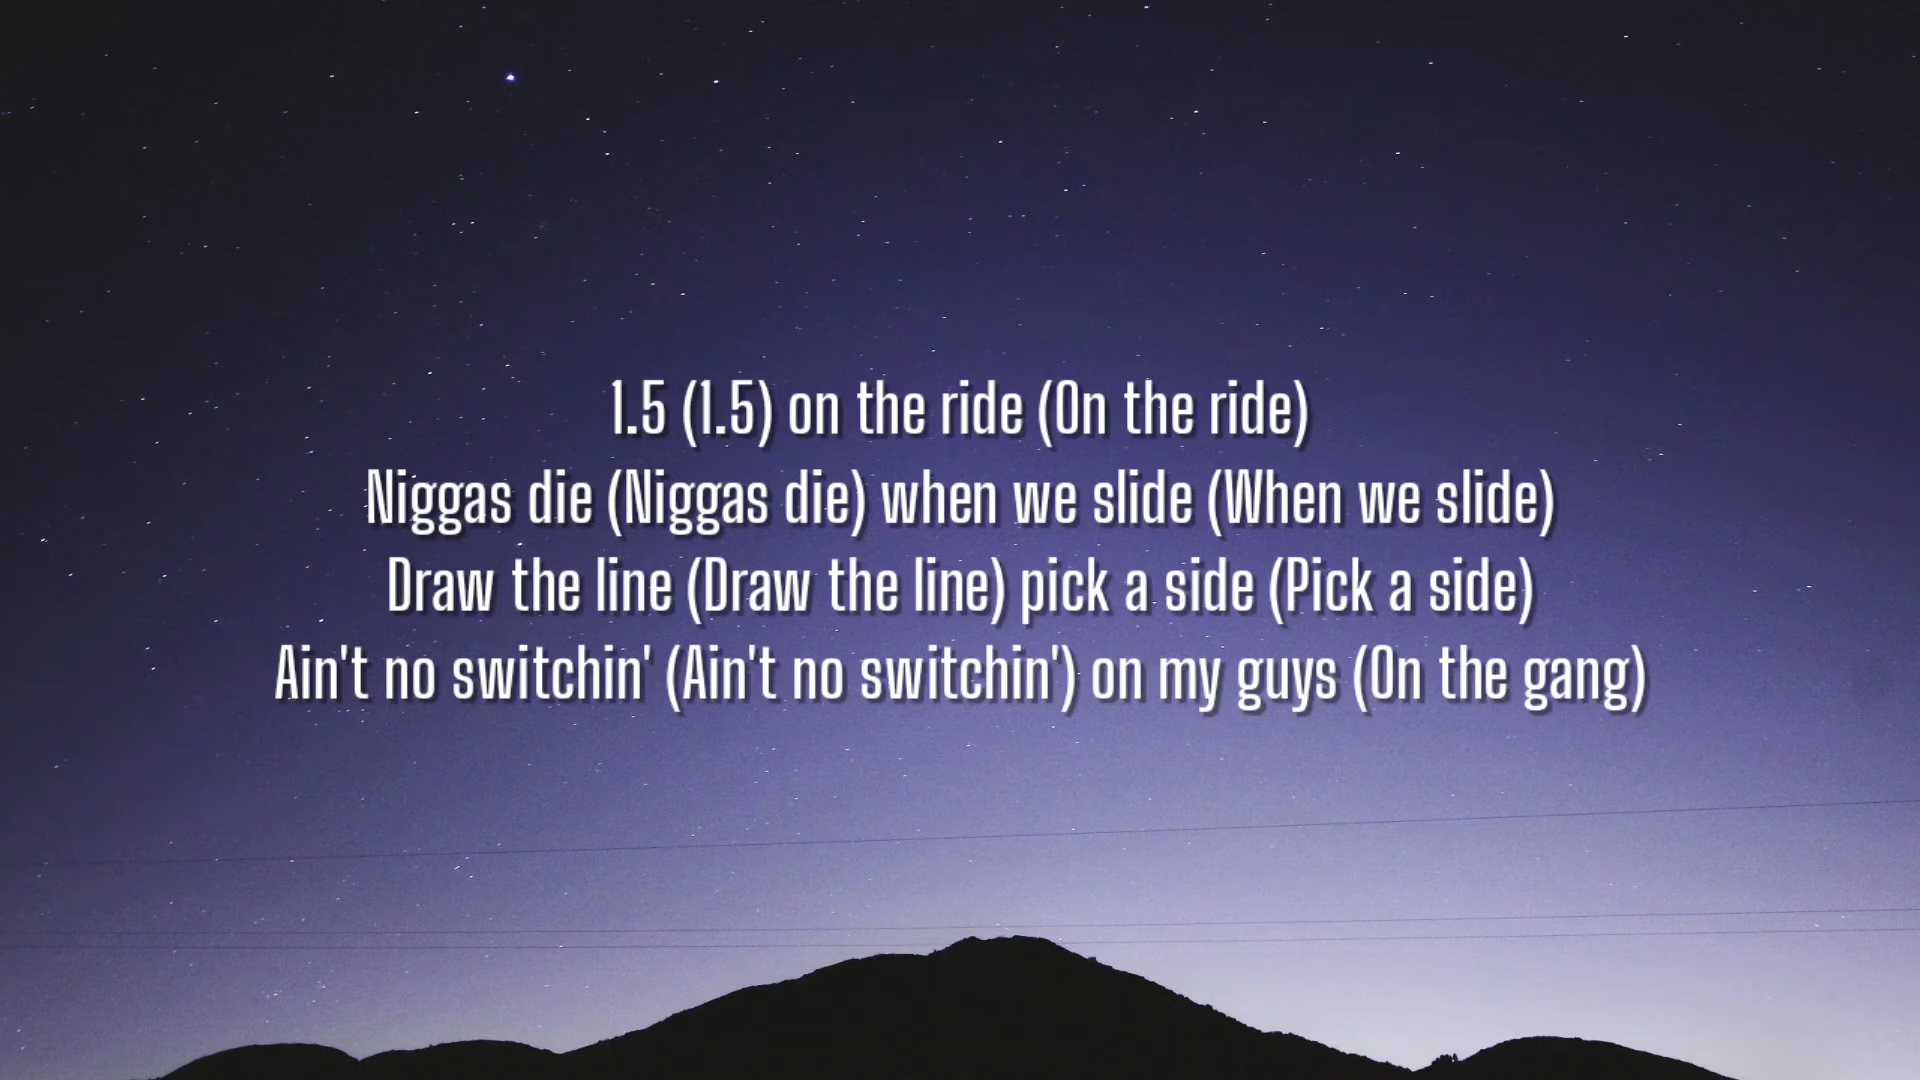 1.5 (1.5) on the ride (On the ride)
Niggas die (Niggas die) when we slide (When we slide)
Draw the line (Draw the line) pick a side (Pick a side)
Ain't no switchin' (Ain't no switchin') on my guys (On the gang)